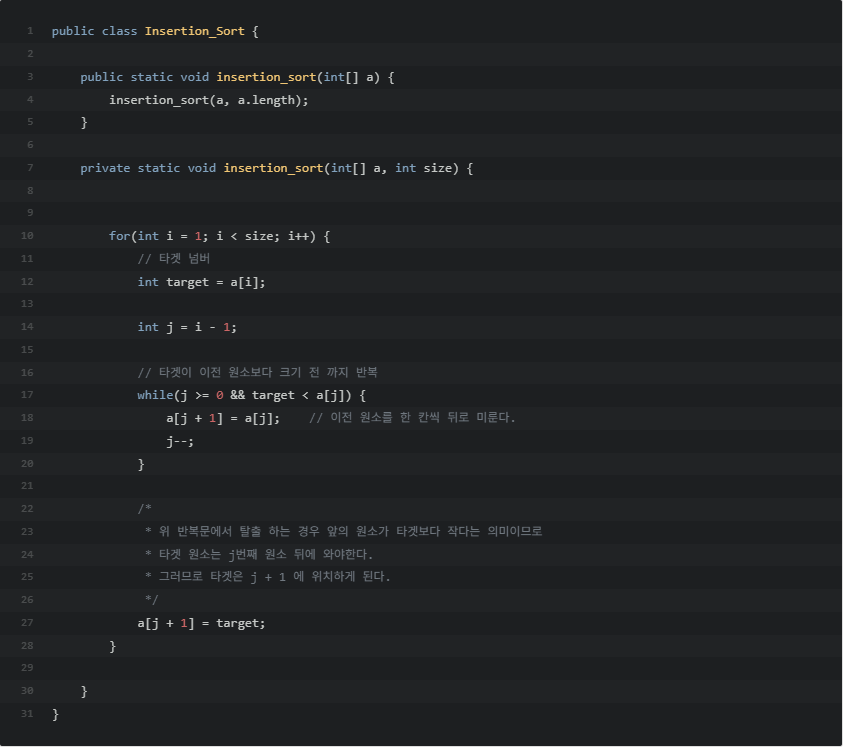 1 public class Insertion_Sort {
2
3 public static void insertion_sort(int[] a) {
4 insertion_sort(a, a.length);
5 }
6
7 private static void insertion_sort(int[] a, int size) {
8
9
10 for(int i = 1; i < size; i++) {
11 // 타겟 넘버
12 int target = a[i];
13
14 int j = i - 1;
15
16 // 타겟이 이전 원소보다 크기 전 까지 반복
17 while(j >= 0 && target < a[j]) {
18 a[j + 1] = a[j];    // 이전 원소를 한 칸씩 뒤로 미룬다.
19 j--;
20 }
21
22 /*
23 * 위 반복문에서 탈출 하는 경우 앞의 원소가 타겟보다 작다는 의미이므로
24 * 타겟 원소는 j번째 원소 뒤에 와야한다.
25 * 그러므로 타겟은 j + 1 에 위치하게 된다.
26 */
27 a[j + 1] = target;
28 }
29
30 }
31 }